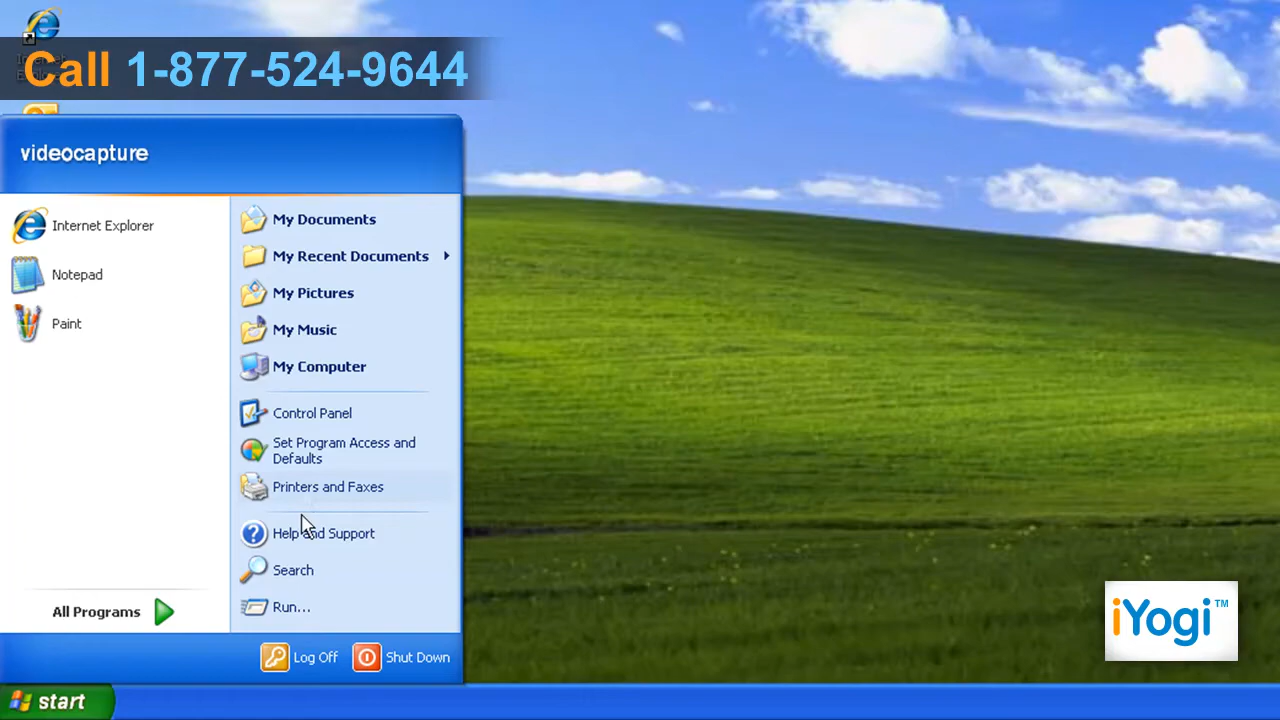 Call 1-877-524-9644
videocapture
Internet Explorer
Notepad
Paint
All Programs
My Documents
My Recent Documents
My Pictures
My Music
My Computer
Control Panel
Set Program Access and
Defaults
Printers and Faxes
Help and Support
Search
Run...
Log Off
Shut Down
start
iYogi™